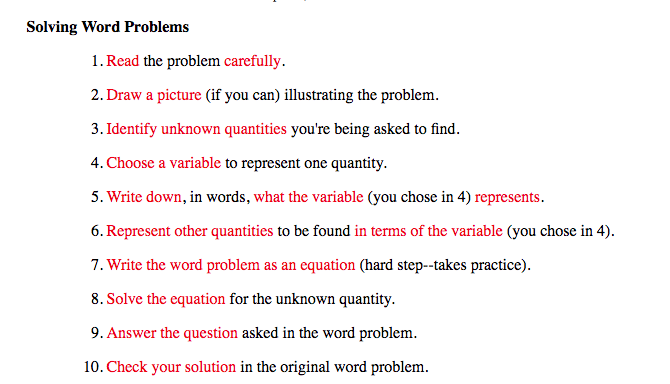 Solving Word Problems
1. Read the problem carefully.
2. Draw a picture (if you can) illustrating the problem.
3. Identify unknown quantities you're being asked to find.
4. Choose a variable to represent one quantity.
5. Write down, in words, what the variable (you chose in 4) represents.
6. Represent other quantities to be found in terms of the variable (you chose in 4).
7. Write the word problem as an equation (hard step--takes practice).
8. Solve the equation for the unknown quantity.
9. Answer the question asked in the word problem.
10. Check your solution in the original word problem.